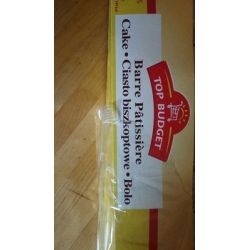 TOP BUDGET
Barre Pâtissière
Cake • Ciasto biszkoptowe • Bolo